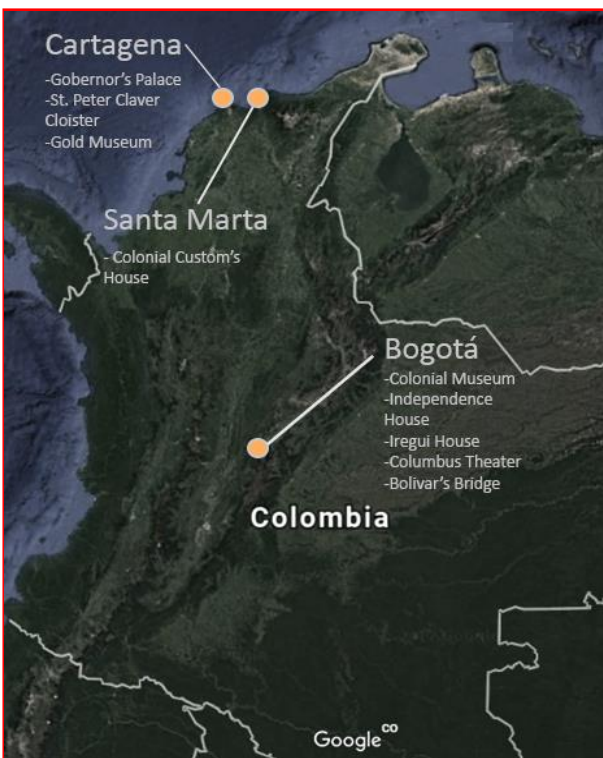 Cartagena
-Gobernor's Palace
-St. Peter Claver
Cloister
-Gold Museum
Santa Marta
- Colonial Custom's
House
Bogotá
-Colonial Museum
-Independence
House
-Iregui House
-Columbus Theater
-Bolivar's Bridge
Colombia
Google CO